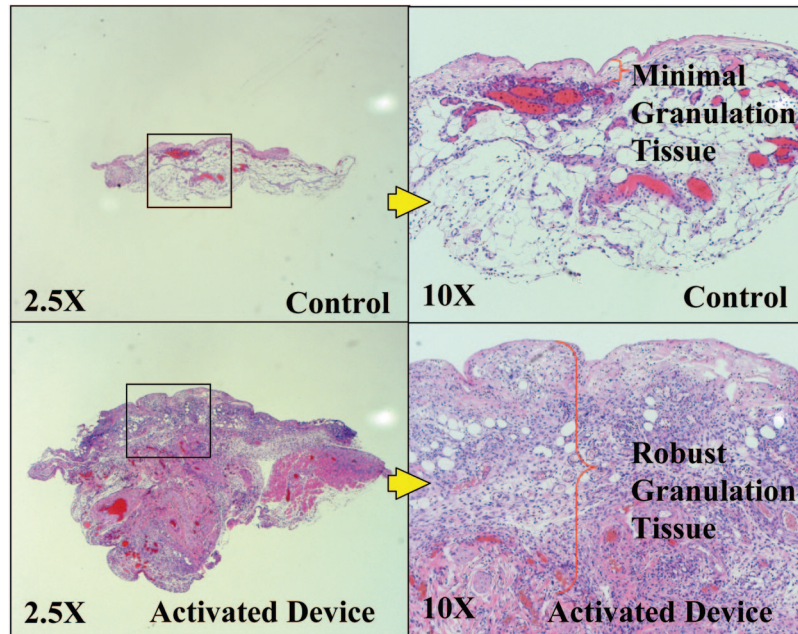 Minimal
Granulation
Tissue
2.5X
Control
10X
Control
Robust
Granulation
Tissue
2.5X
Activated Device
10X
Activated Device